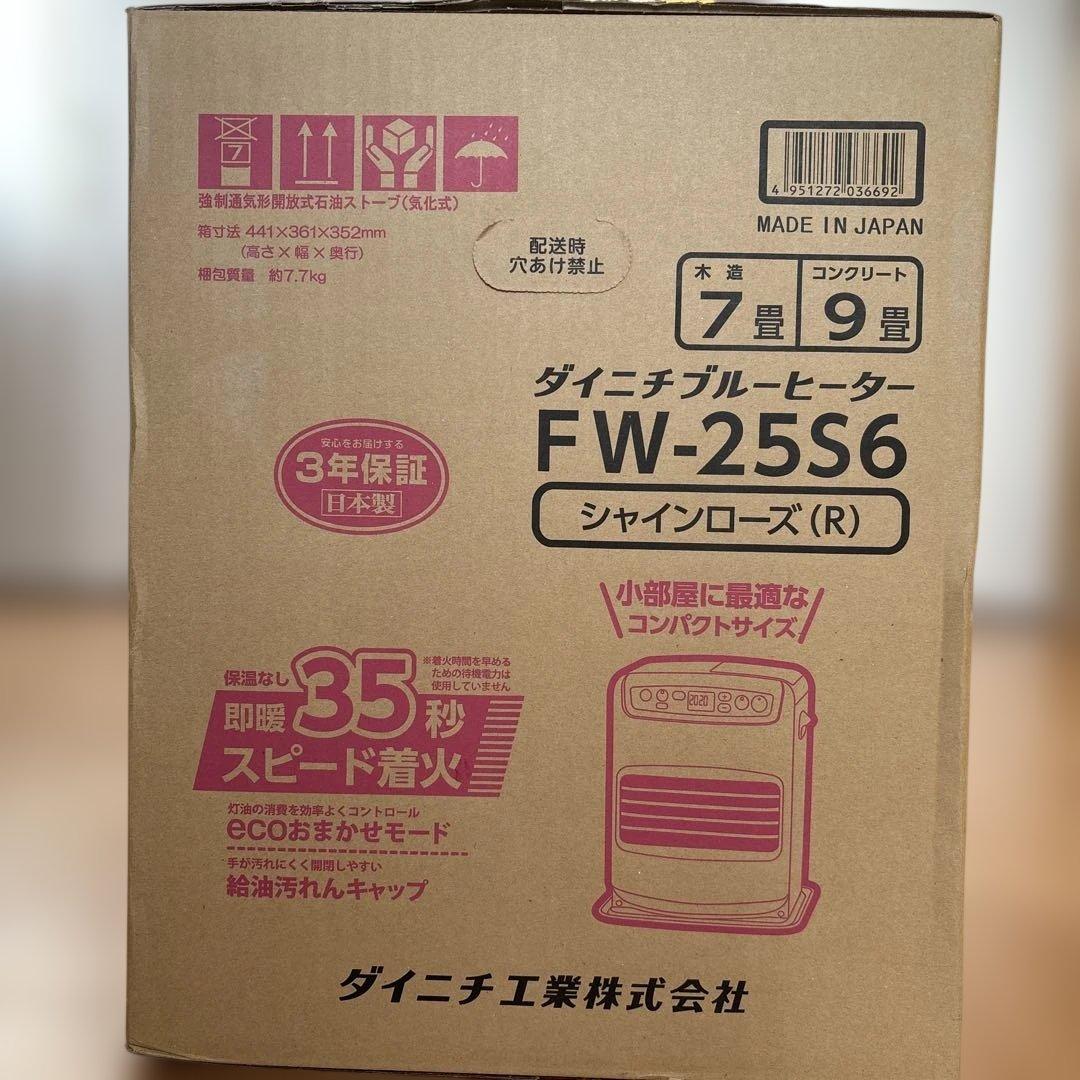 7
強制通気形開放式石油ストーブ(気化式)
箱寸法 441×361×352mm
(高さ×幅×奥行)
梱包質量 約7.7kg
配送時
穴あけ禁止
4 951272 036692
MADE IN JAPAN
木造 コンクリート
7畳 9畳
ダイニチブルーヒーター
FW-25S6
シャインローズ(R)
安心をお届けする
3年保証
日本製
小部屋に最適な
コンパクトサイズ
保温なし
即暖35秒
※着火時間を早める
ための待機電力は
使用していません
スピード着火
灯油の消費を効率よくコントロール
ecoおまかせモード
手が汚れにくく開閉しやすい
給油汚れんキャップ
2020
ダイニチ工業株式会社